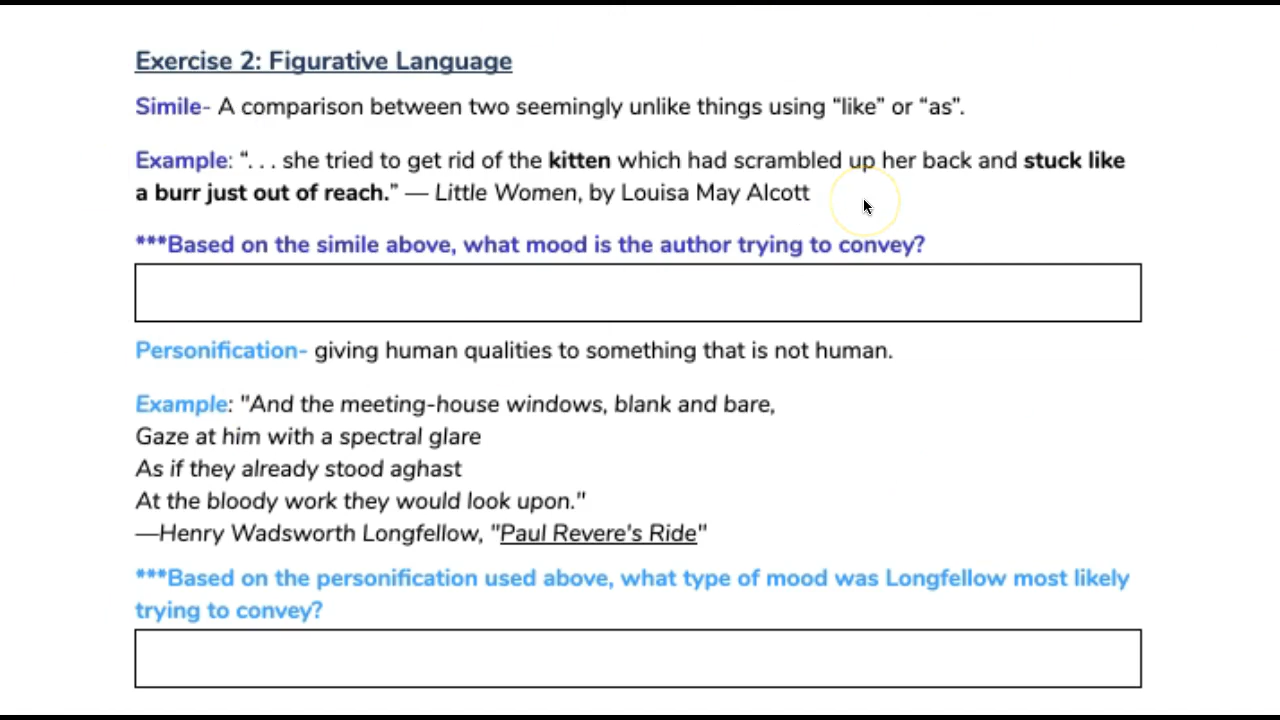 Exercise 2: Figurative Language
Simile- A comparison between two seemingly unlike things using “like” or “as”.
Example: “. . . she tried to get rid of the kitten which had scrambled up her back and stuck like
a burr just out of reach.” — Little Women, by Louisa May Alcott
***Based on the simile above, what mood is the author trying to convey?
Personification- giving human qualities to something that is not human.
Example: "And the meeting-house windows, blank and bare,
Gaze at him with a spectral glare
As if they already stood aghast
At the bloody work they would look upon."
—Henry Wadsworth Longfellow, "Paul Revere's Ride"
***Based on the personification used above, what type of mood was Longfellow most likely
trying to convey?